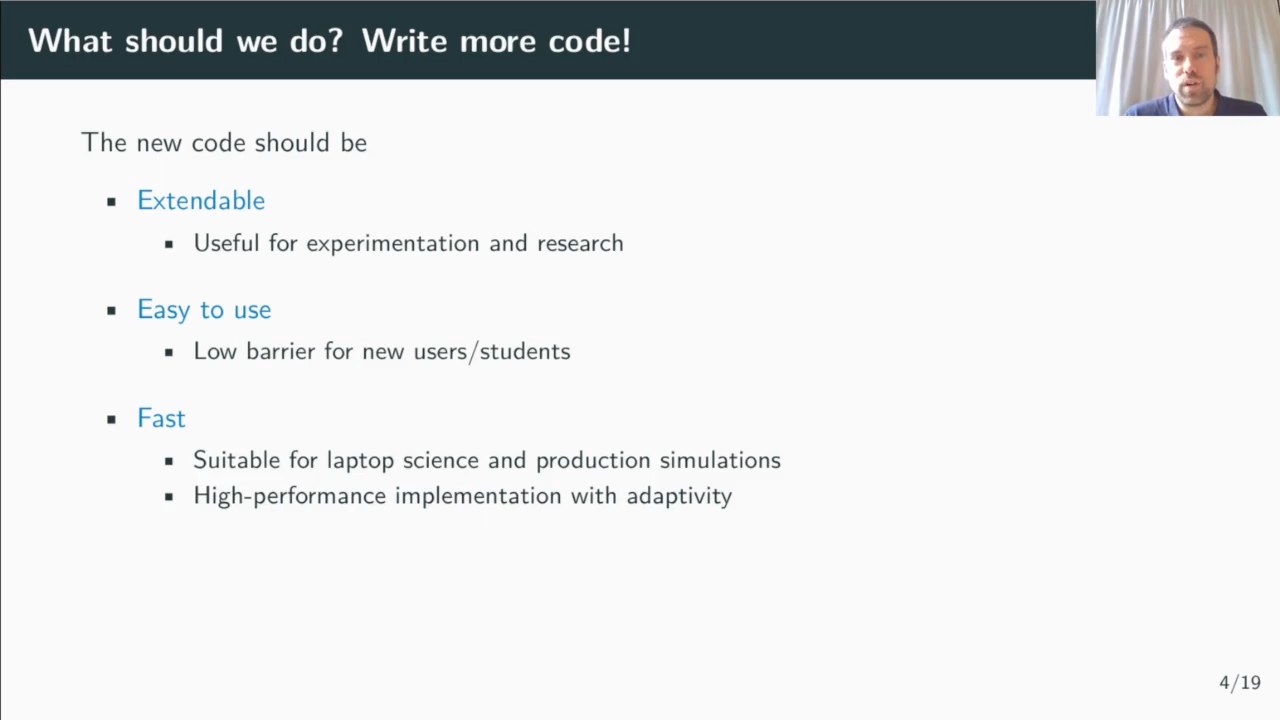 What should we do? Write more code!
The new code should be
▪ Extendable
▪ Useful for experimentation and research
▪ Easy to use
▪ Low barrier for new users/students
▪ Fast
▪ Suitable for laptop science and production simulations
▪ High-performance implementation with adaptivity
4/19